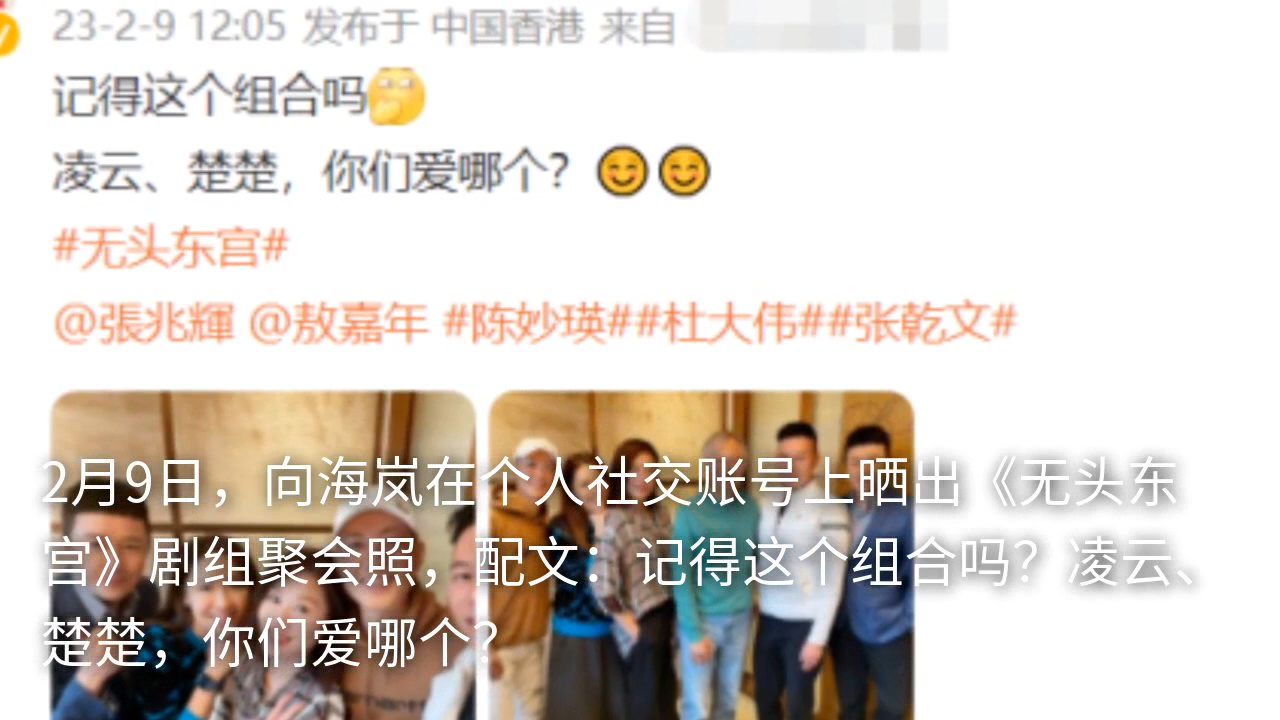 23-2-9 12:05 发布于 中国香港 来自
记得这个组合吗
凌云、楚楚，你们爱哪个？
#无头东宫#
@張兆輝 @敖嘉年 #陈妙瑛##杜大伟##张乾文#
2月9日，向海岚在个人社交账号上晒出《无头东
宫》剧组聚会照，配文：记得这个组合吗？凌云、
楚楚，你们爱哪个？